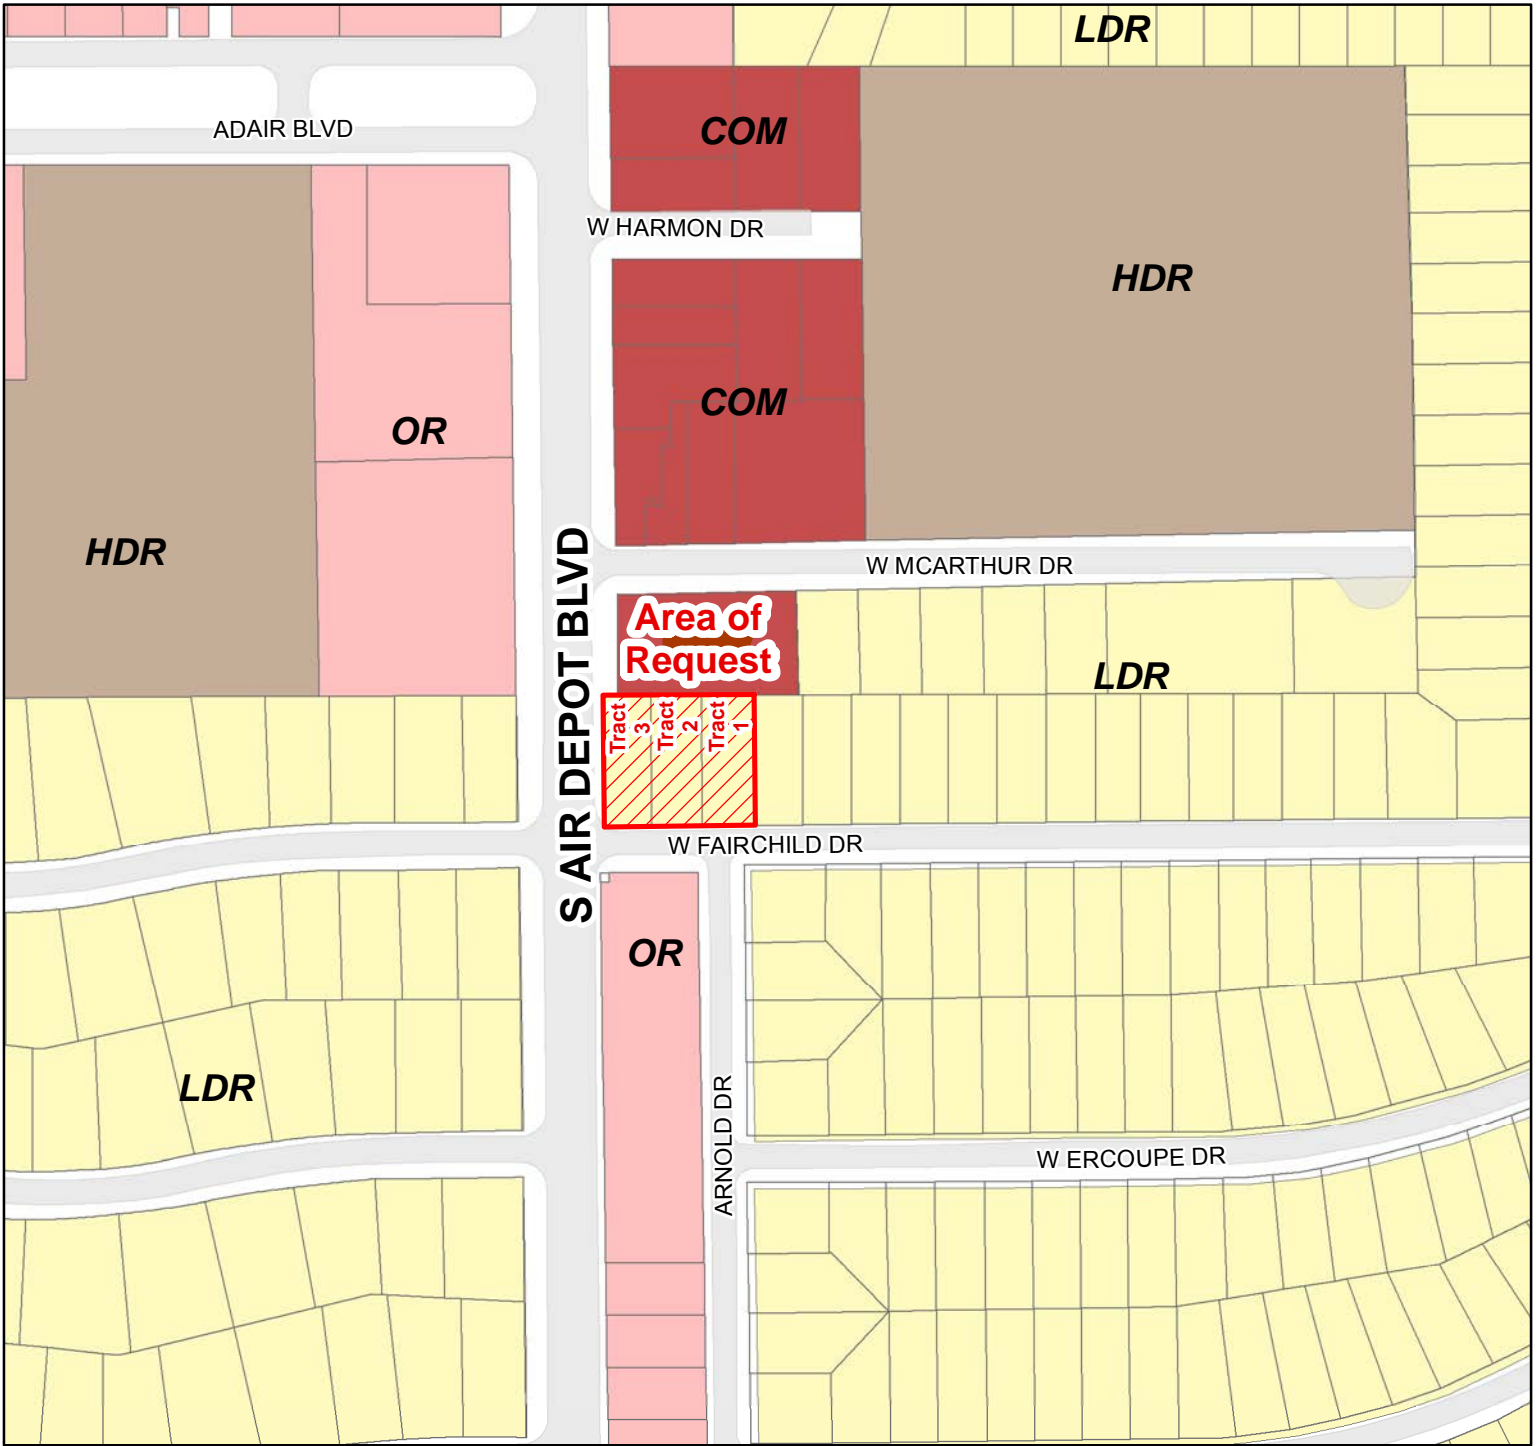 LDR
COM
ADAIR BLVD
W HARMON DR
HDR
COM
OR
HDR
S AIR DEPOT BLVD
W MCARTHUR DR
Area of
Request
LDR
Tract
3
Tract
2
Tract
1
W FAIRCHILD DR
OR
LDR
ARNOLD DR
W ERCOUPE DR